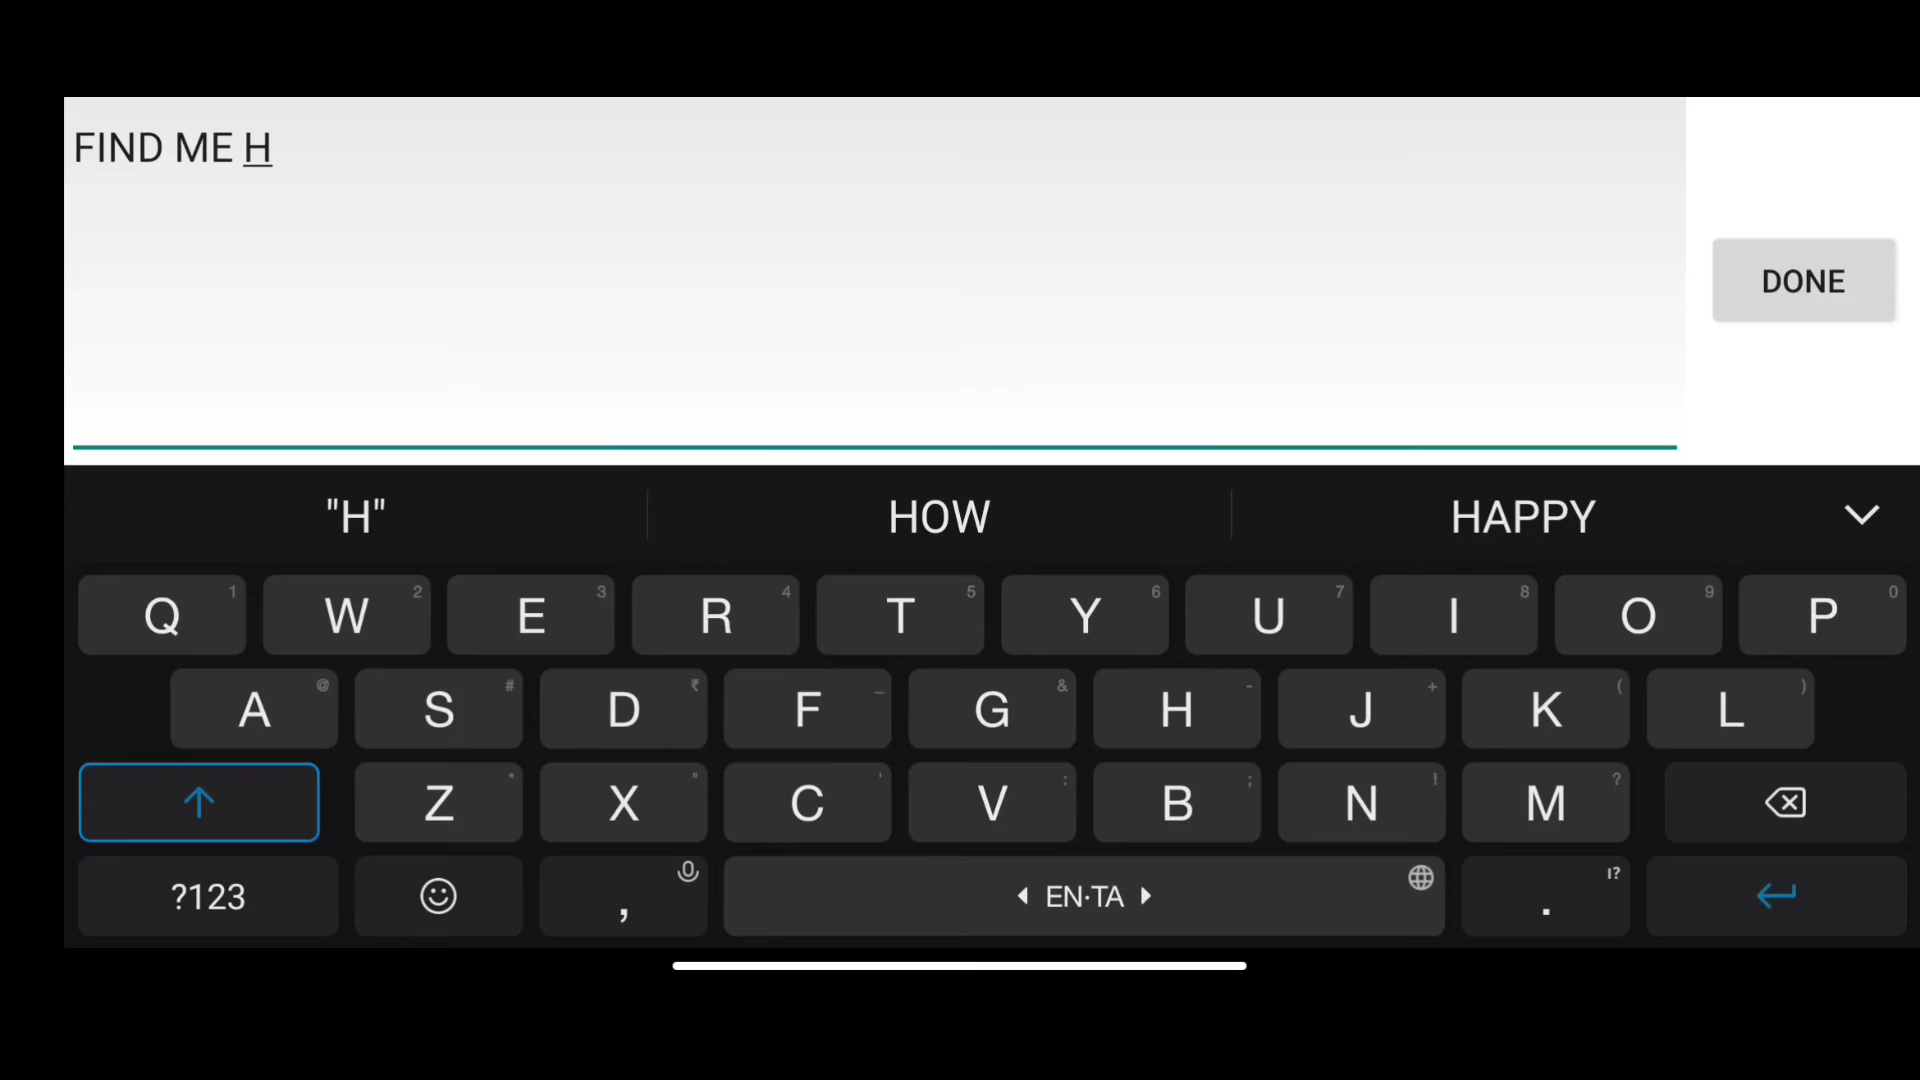 FIND ME H
DONE
"H" HOW HAPPY
Q 1 W 2 E 3 R 4 T 5 Y 6 U 7 I 8 O 9 P 0
A @ S # D ₹ F _ G & H - J + K ( L )
Z * X " C ' V : B ; N ! M ?
?123 , EN·TA . !?